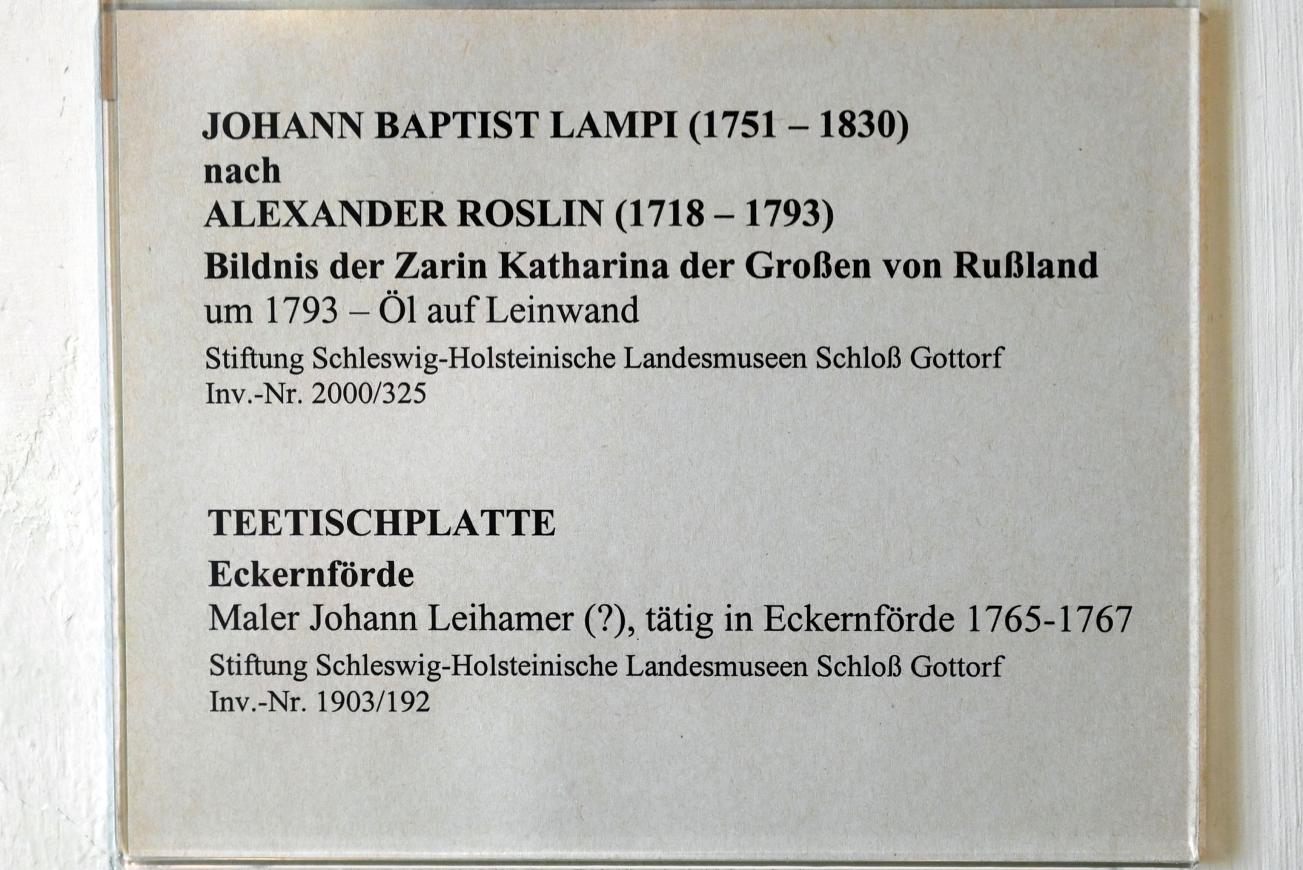 JOHANN BAPTIST LAMPI (1751 – 1830)
nach
ALEXANDER ROSLIN (1718 – 1793)
Bildnis der Zarin Katharina der Großen von Rußland
um 1793 – Öl auf Leinwand
Stiftung Schleswig-Holsteinische Landesmuseen Schloß Gottorf
Inv.-Nr. 2000/325
TEETISCHPLATTE
Eckernförde
Maler Johann Leihamer (?), tätig in Eckernförde 1765-1767
Stiftung Schleswig-Holsteinische Landesmuseen Schloß Gottorf
Inv.-Nr. 1903/192